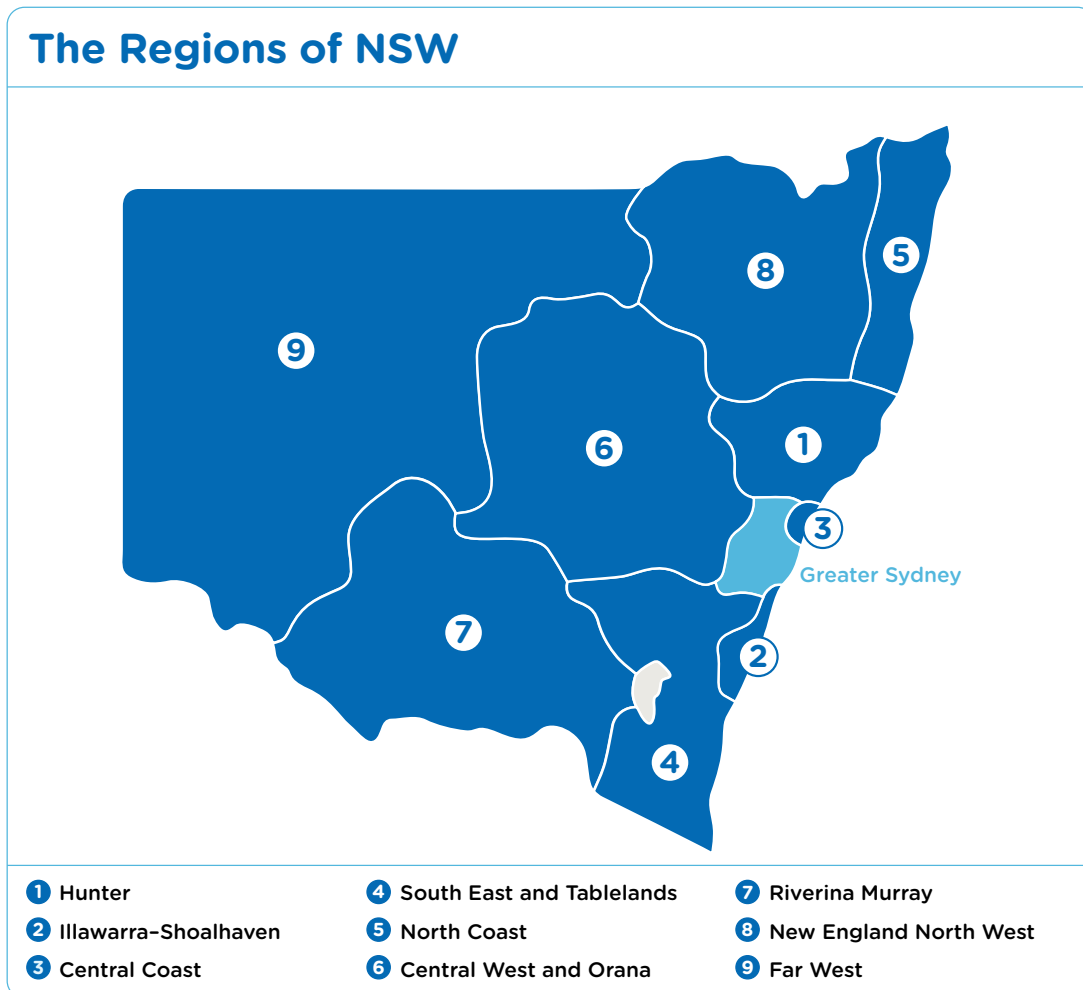 The Regions of NSW
8
5
9
6
1
3
Greater Sydney
7
2
4
1 Hunter
2 Illawarra–Shoalhaven
3 Central Coast
4 South East and Tablelands
5 North Coast
6 Central West and Orana
7 Riverina Murray
8 New England North West
9 Far West